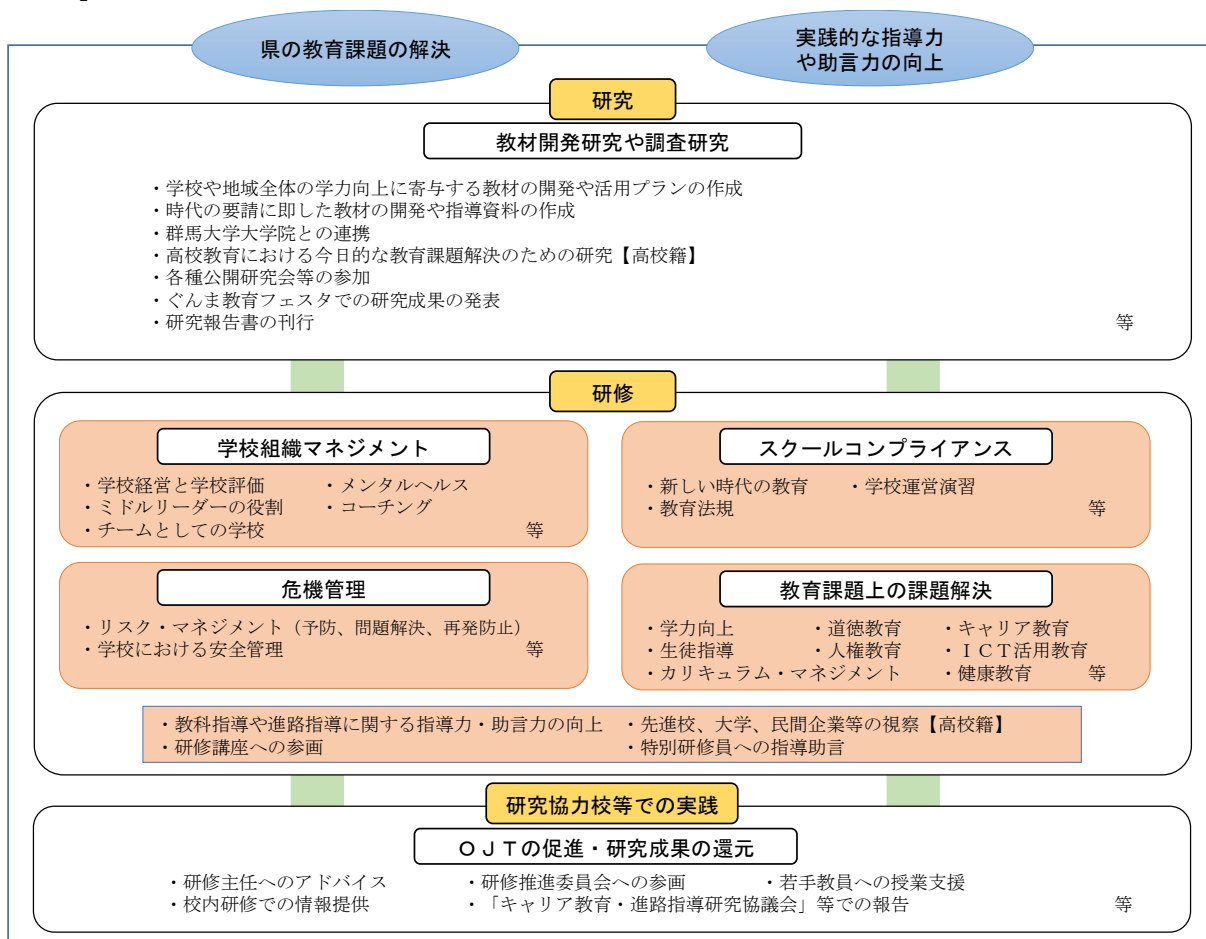 県の教育課題の解決
実践的な指導力
や助言力の向上
研究
教材開発研究や調査研究
・学校や地域全体の学力向上に寄与する教材の開発や活用プランの作成
・時代の要請に即した教材の開発や指導資料の作成
・群馬大学大学院との連携
・高校教育における今日的な教育課題解決のための研究【高校籍】
・各種公開研究会等の参加
・ぐんま教育フェスタでの研究成果の発表
・研究報告書の刊行 等
研修
学校組織マネジメント
・学校経営と学校評価 ・メンタルヘルス
・ミドルリーダーの役割 ・コーチング
・チームとしての学校 等
スクールコンプライアンス
・新しい時代の教育 ・学校運営演習
・教育法規 等
危機管理
・リスク・マネジメント（予防、問題解決、再発防止）
・学校における安全管理 等
教育課題上の課題解決
・学力向上 ・道徳教育 ・キャリア教育
・生徒指導 ・人権教育 ・ＩＣＴ活用教育
・カリキュラム・マネジメント ・健康教育 等
・教科指導や進路指導に関する指導力・助言力の向上 ・先進校、大学、民間企業等の視察【高校籍】
・研修講座への参画 ・特別研修員への指導助言
研究協力校等での実践
ＯＪＴの促進・研究成果の還元
・研修主任へのアドバイス ・研修推進委員会への参画 ・若手教員への授業支援
・校内研修での情報提供 ・「キャリア教育・進路指導研究協議会」等での報告 等